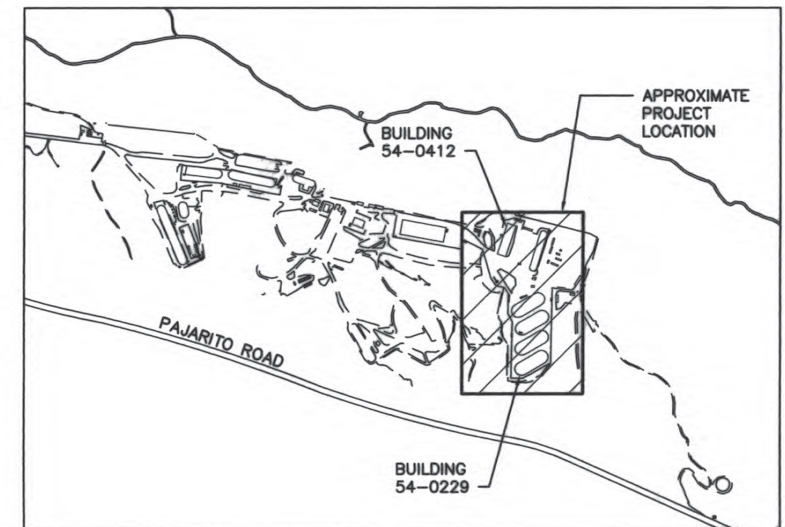 APPROXIMATE
PROJECT
LOCATION
BUILDING
54-0412
PAJARITO ROAD
BUILDING
54-0229